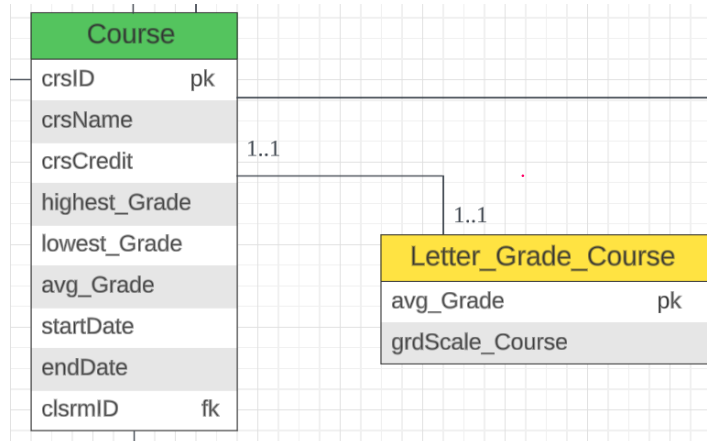 Course
crsID pk
crsName
crsCredit
highest_Grade
lowest_Grade
avg_Grade
startDate
endDate
clsrmID fk
1..1
1..1
Letter_Grade_Course
avg_Grade pk
grdScale_Course